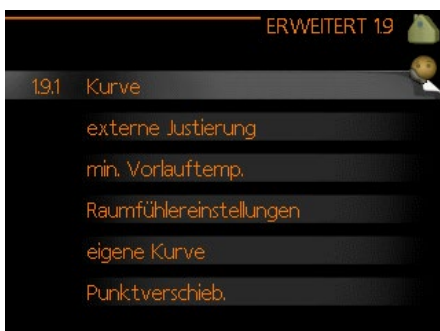 ERWEITERT 1.9
1.9.1 Kurve
externe Justierung
min. Vorlauftemp.
Raumfühlereinstellungen
eigene Kurve
Punktverschieb.